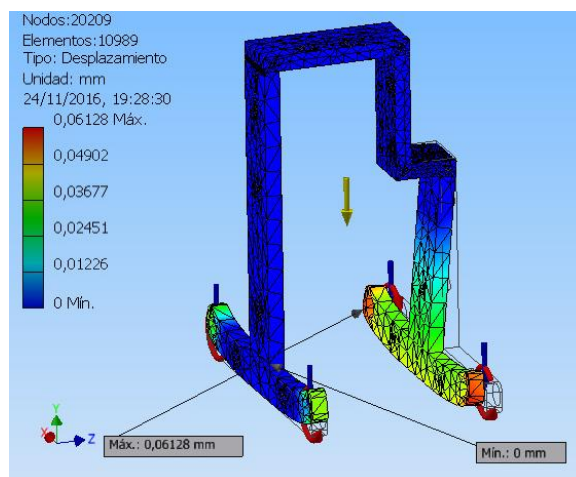 Nodos:20209
Elementos:10989
Tipo: Desplazamiento
Unidad: mm
24/11/2016, 19:28:30
0,06128 Máx.
0,04902
0,03677
0,02451
0,01226
0 Mín.
Y
X
Z
Máx.: 0,06128 mm
Mín.: 0 mm